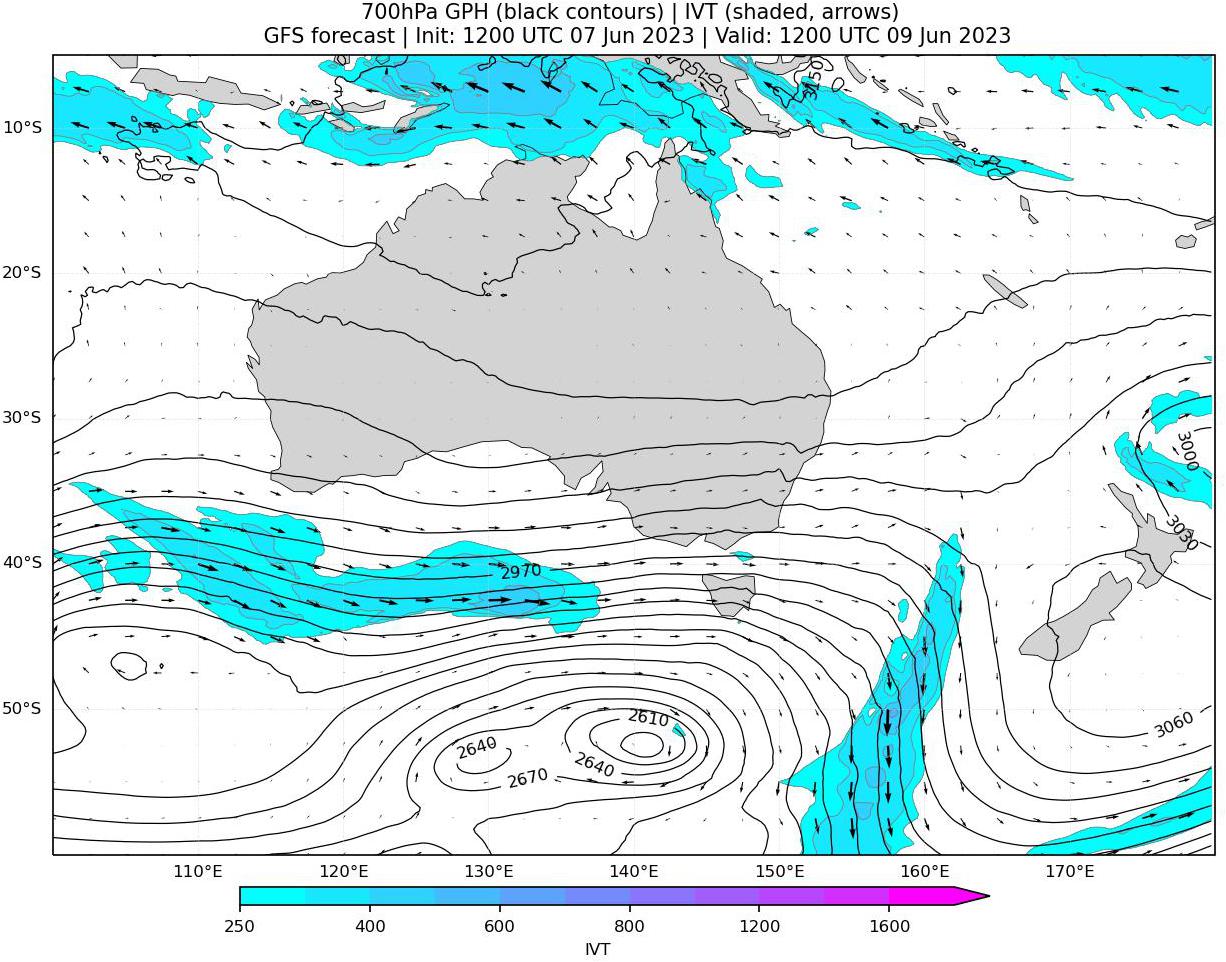 700hPa GPH (black contours) | IVT (shaded, arrows)
GFS forecast | Init: 1200 UTC 07 Jun 2023 | Valid: 1200 UTC 09 Jun 2023
3150
10°S
20°S
30°S
3000
3030
40°S
2970
50°S
2610
3060
2640
2640
2670
110°E 120°E 130°E 140°E 150°E 160°E 170°E
250 400 600 800 1200 1600
IVT